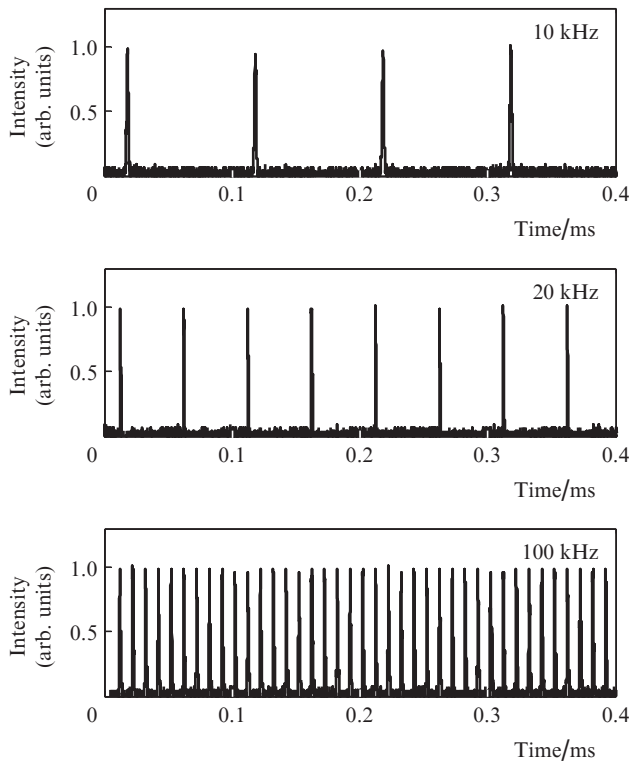 10 kHz
Intensity
(arb. units)
1.0
0.5
0 0.1 0.2 0.3 0.4
Time/ms
20 kHz
Intensity
(arb. units)
1.0
0.5
0 0.1 0.2 0.3 0.4
Time/ms
100 kHz
Intensity
(arb. units)
1.0
0.5
0 0.1 0.2 0.3 0.4
Time/ms